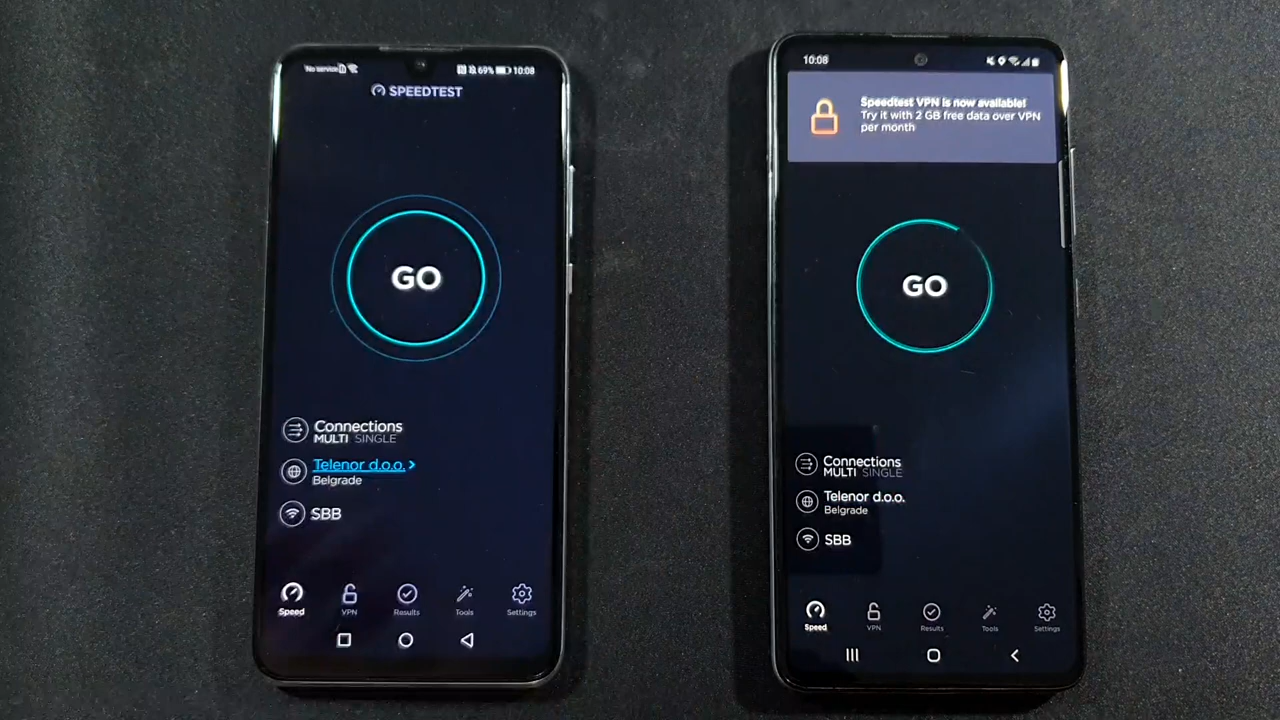 No service
69%
10:08
SPEEDTEST
GO
Connections
MULTI SINGLE
Telenor d.o.o. >
Belgrade
SBB
Speed
VPN
Results
Tools
Settings
10:08
Speedtest VPN is now available!
Try it with 2 GB free data over VPN
per month
GO
Connections
MULTI SINGLE
Telenor d.o.o.
Belgrade
SBB
Speed
VPN
Results
Tools
Settings